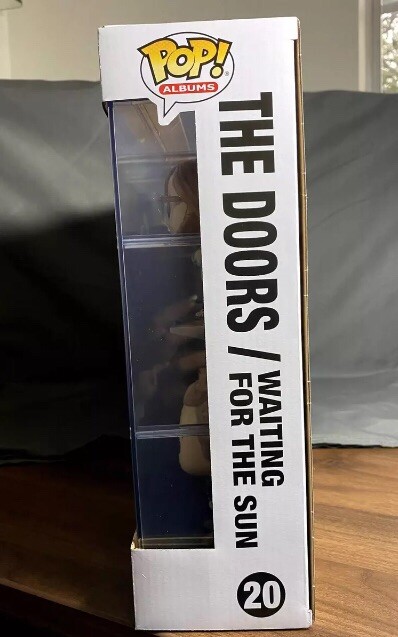 POP!
ALBUMS
THE DOORS / WAITING
FOR THE SUN
20